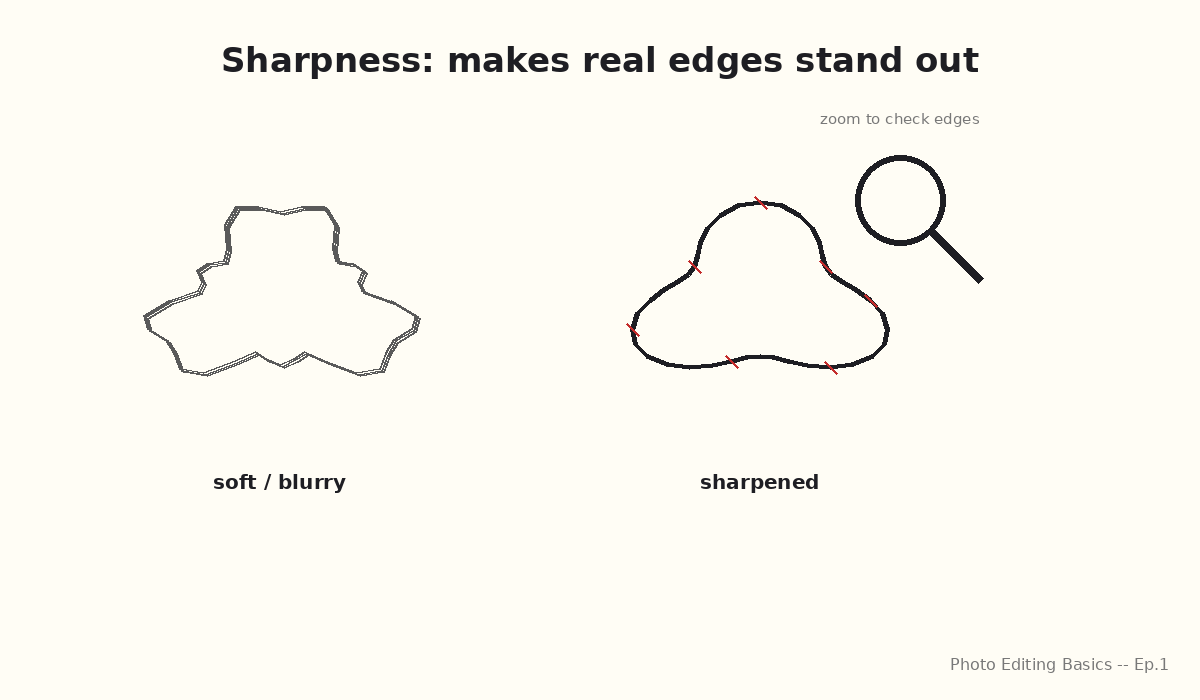 Sharpness: makes real edges stand out
zoom to check edges
soft / blurry
sharpened
Photo Editing Basics -- Ep.1